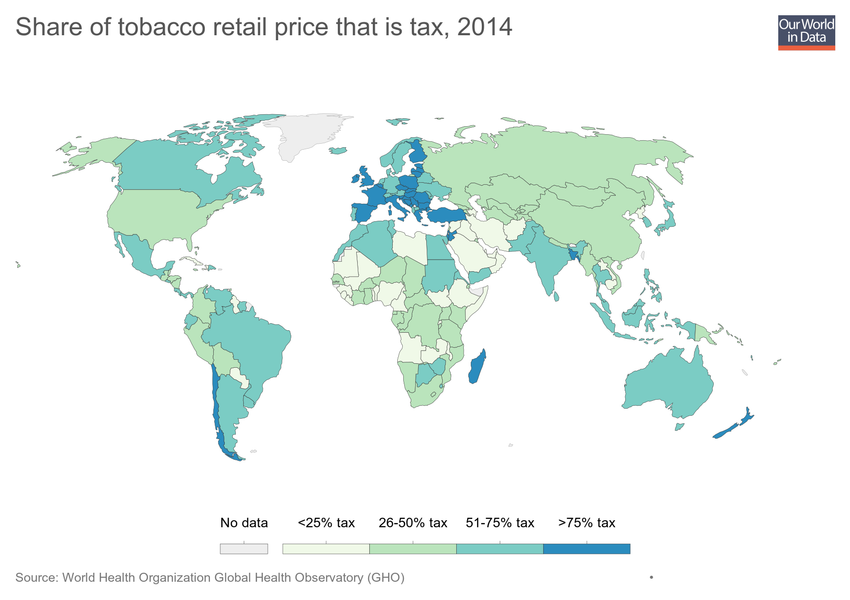 Share of tobacco retail price that is tax, 2014
Our World
in Data
No data
<25% tax
26-50% tax
51-75% tax
>75% tax
Source: World Health Organization Global Health Observatory (GHO)